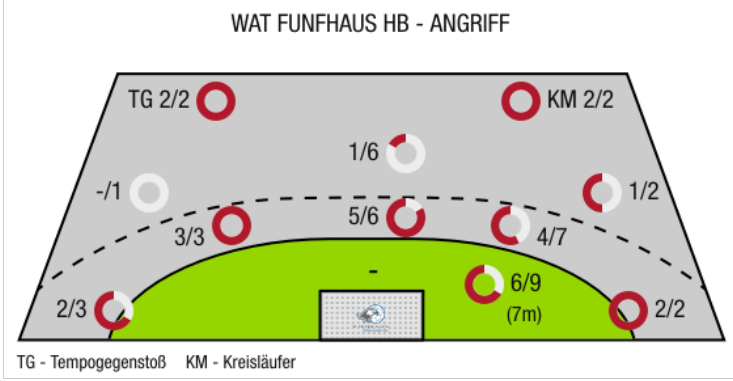 WAT FUNFHAUS HB - ANGRIFF
TG 2/2
KM 2/2
1/6
-/1
1/2
3/3
5/6
4/7
-
6/9
(7m)
2/3
2/2
TG - Tempogegenstoß KM - Kreisläufer